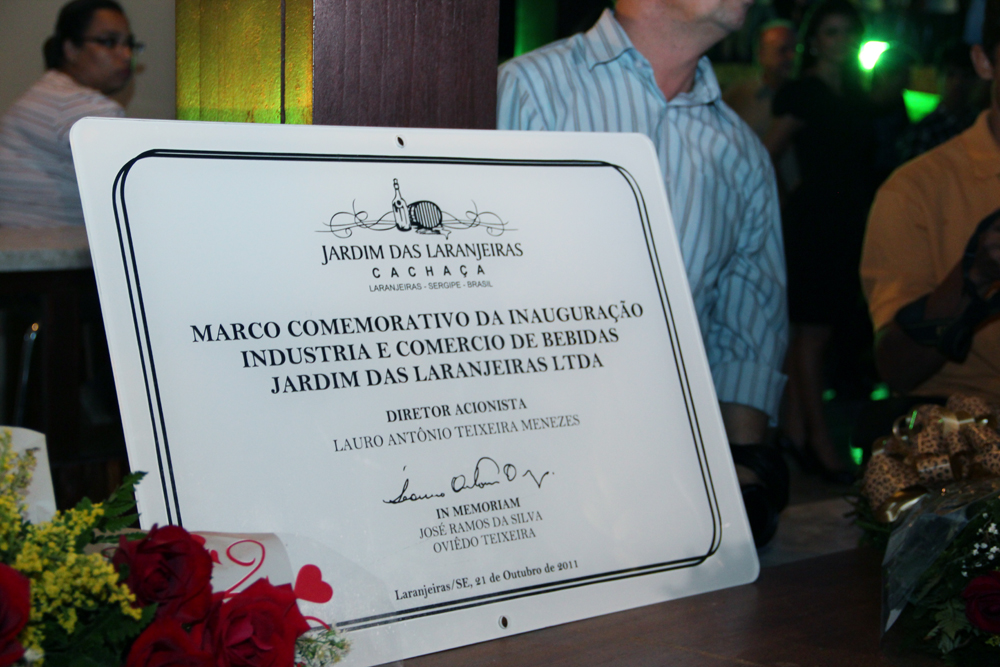 JARDIM DAS LARANJEIRAS
CACHAÇA
LARANJEIRAS - SERGIPE - BRASIL
MARCO COMEMORATIVO DA INAUGURAÇÃO
INDUSTRIA E COMERCIO DE BEBIDAS
JARDIM DAS LARANJEIRAS LTDA
DIRETOR ACIONISTA
LAURO ANTÔNIO TEIXEIRA MENEZES
IN MEMORIAM
JOSÉ RAMOS DA SILVA
OVIÊDO TEIXEIRA
Laranjeiras/SE, 21 de Outubro de 2011